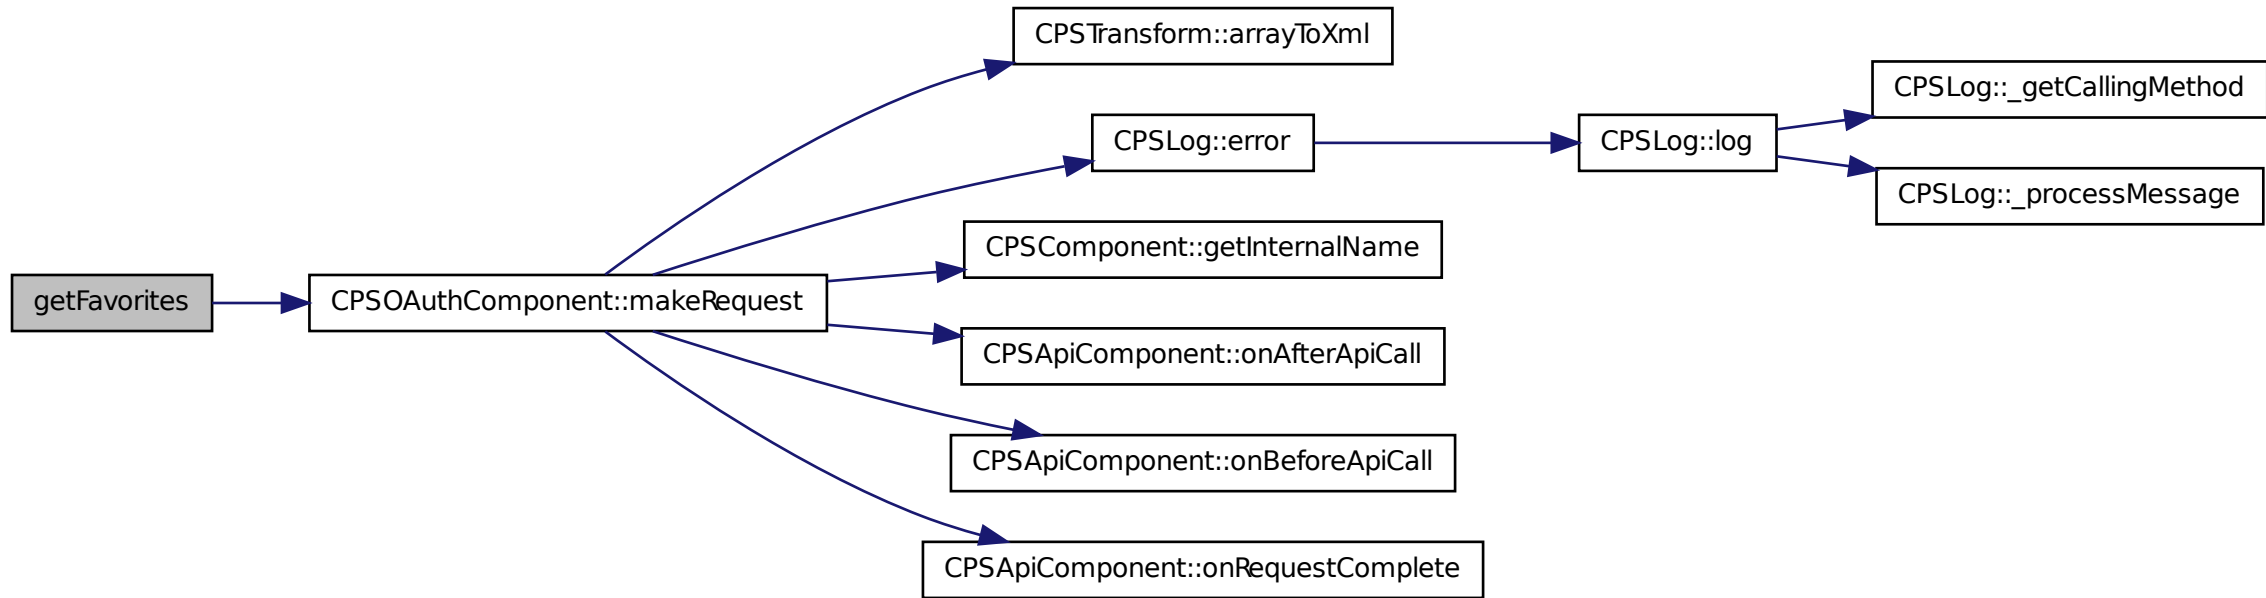 getFavorites
CPSOAuthComponent::makeRequest
CPSTransform::arrayToXml
CPSLog::error
CPSComponent::getInternalName
CPSApiComponent::onAfterApiCall
CPSApiComponent::onBeforeApiCall
CPSApiComponent::onRequestComplete
CPSLog::log
CPSLog::_getCallingMethod
CPSLog::_processMessage